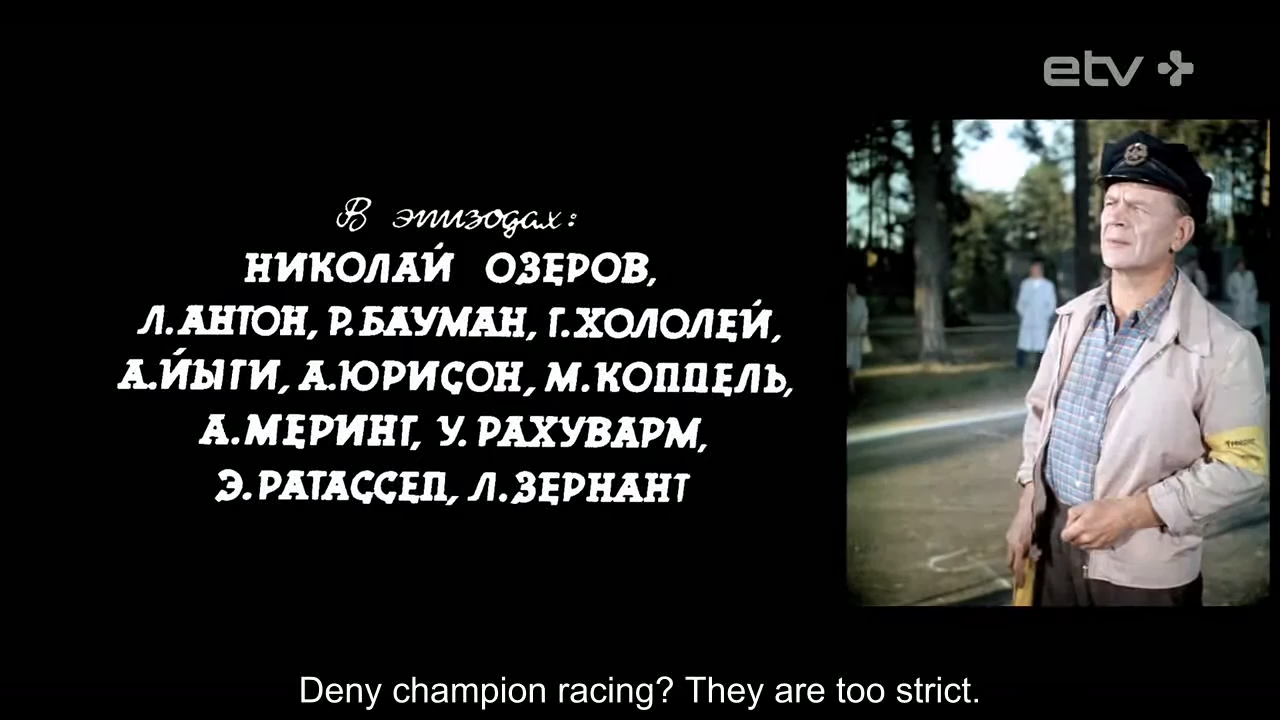 etv
В эпизодах:
НИКОЛАЙ ОЗЕРОВ,
Л. АНТОН, Р. БАУМАН, Г. ХОЛОЛЕЙ,
А. ЙЫГИ, А. ЮРИСОН, М. КОППЕЛЬ,
А. МЕРИНГ, У. РАХУВАРМ,
Э. РАТАССЕП, Л. ЗЕРНАНТ
Deny champion racing? They are too strict.